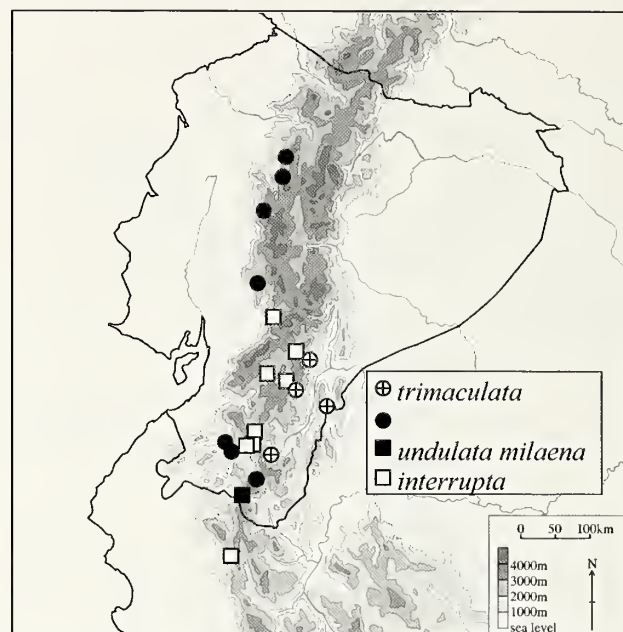 trimaculata
undulata milaena
interrupta
0 50 100km
4000m
3000m
2000m
1000m
sea level
N